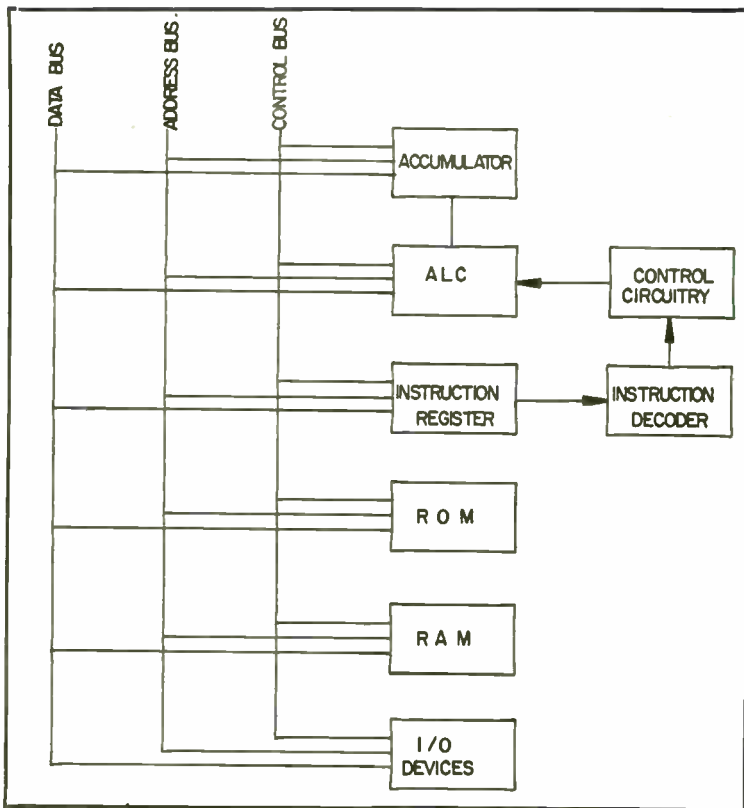 DATA BUS
ADDRESS BUS.
CONTROL BUS
ACCUMULATOR
ALC
CONTROL
CIRCUITRY
INSTRUCTION
REGISTER
INSTRUCTION
DECODER
ROM
RAM
I/O
DEVICES